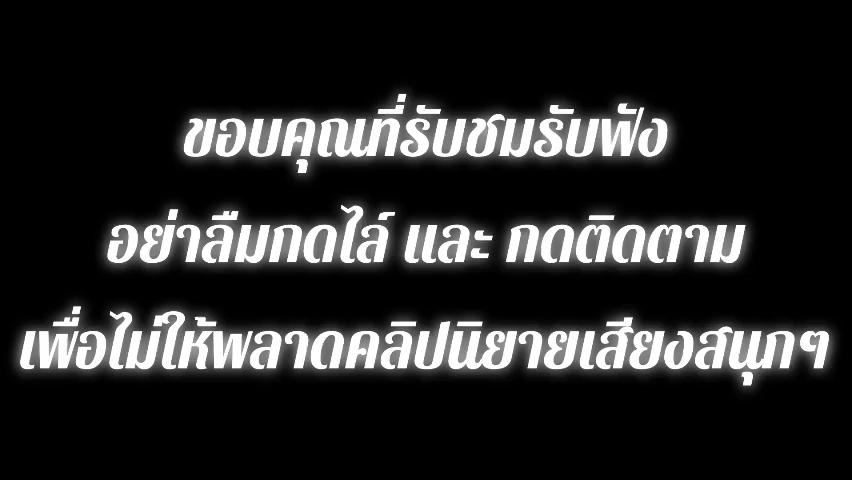 ขอบคุณที่รับชมรับฟัง
อย่าลืมกดไล์ และ กดติดตาม
เพื่อไม่ให้พลาดคลิปนิยายเสียงสนุกๆ